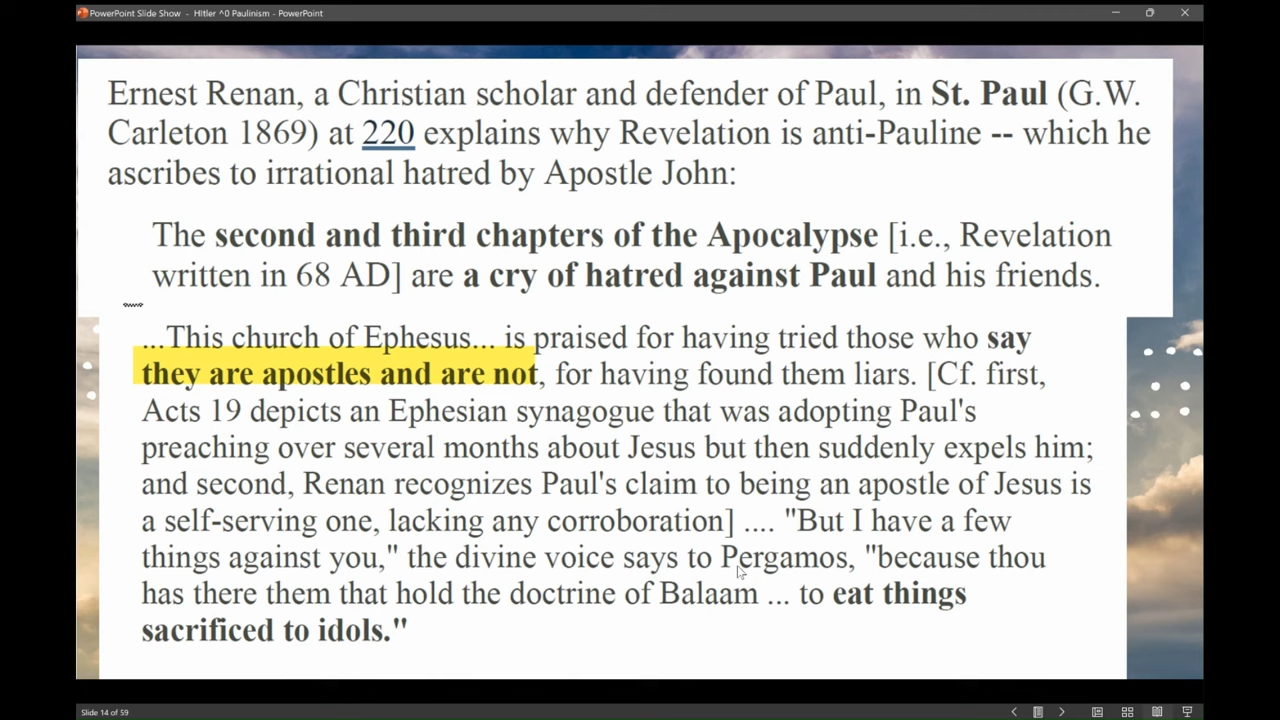 PowerPoint Slide Show - HItler ^0 Paulinism - PowerPoint
Ernest Renan, a Christian scholar and defender of Paul, in St. Paul (G.W.
Carleton 1869) at 220 explains why Revelation is anti-Pauline -- which he
ascribes to irrational hatred by Apostle John:
The second and third chapters of the Apocalypse [i.e., Revelation
written in 68 AD] are a cry of hatred against Paul and his friends.
...This church of Ephesus... is praised for having tried those who say
they are apostles and are not, for having found them liars. [Cf. first,
Acts 19 depicts an Ephesian synagogue that was adopting Paul's
preaching over several months about Jesus but then suddenly expels him;
and second, Renan recognizes Paul's claim to being an apostle of Jesus is
a self-serving one, lacking any corroboration] .... "But I have a few
things against you," the divine voice says to Pergamos, "because thou
has there them that hold the doctrine of Balaam ... to eat things
sacrificed to idols."
Slide 14 of 59